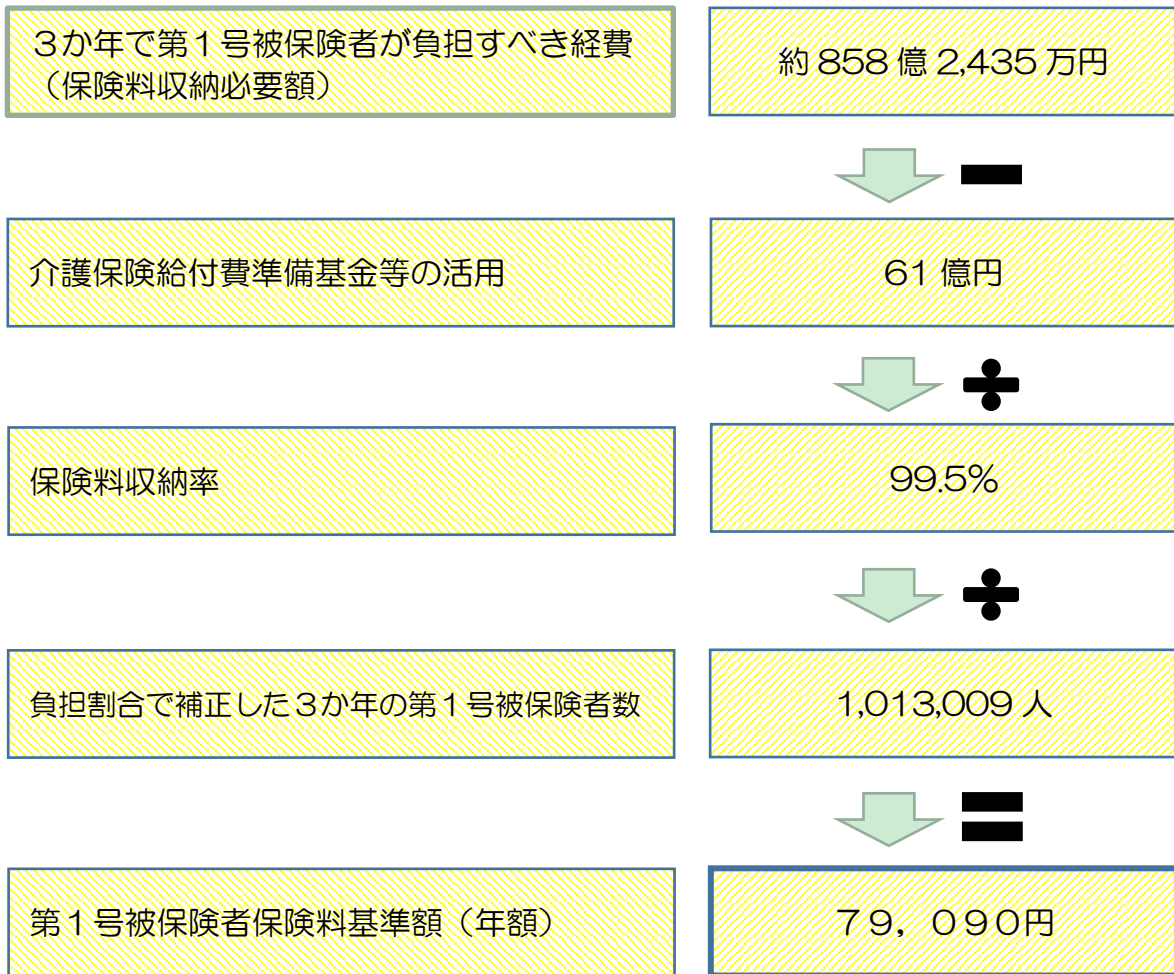 ３か年で第１号被保険者が負担すべき経費
（保険料収納必要額）
約 858 億 2,435 万円
介護保険給付費準備基金等の活用
61 億円
保険料収納率
99.5%
負担割合で補正した３か年の第１号被保険者数
1,013,009 人
第１号被保険者保険料基準額（年額）
７９，０９０円